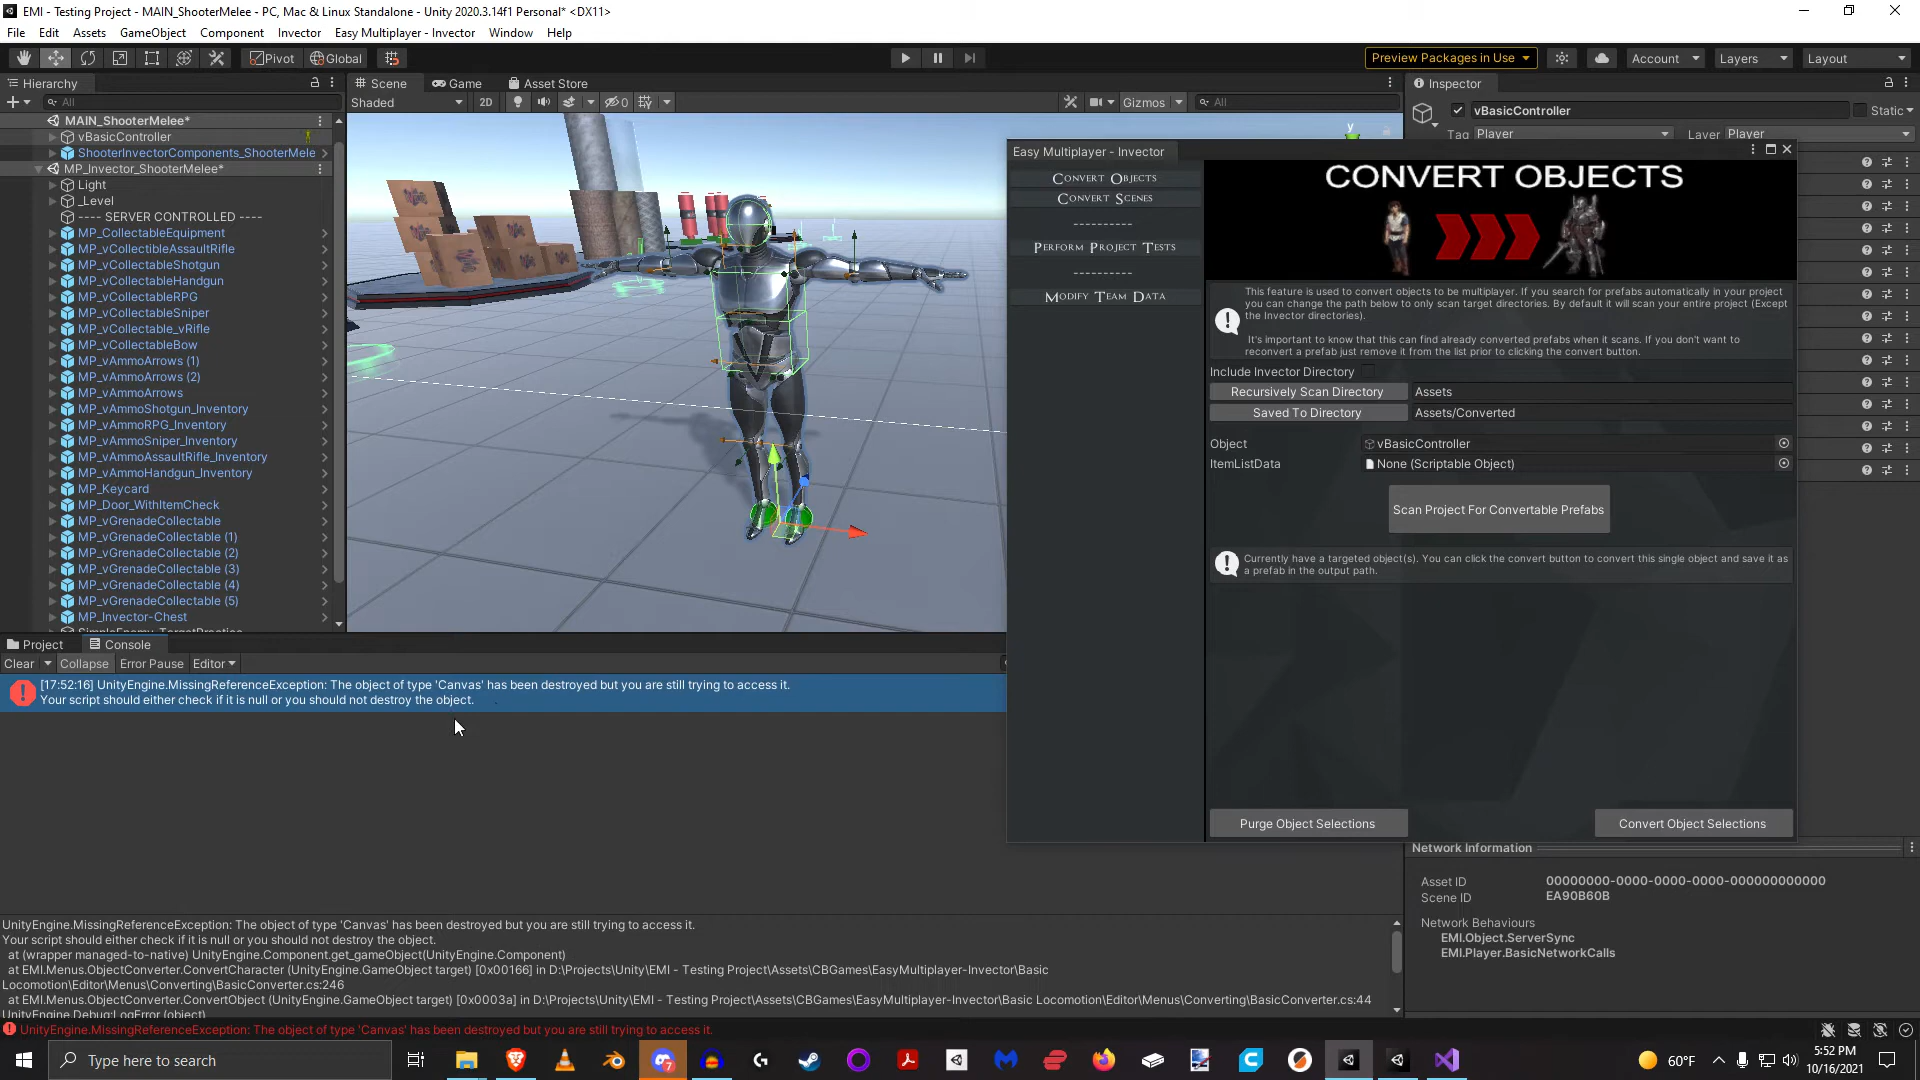 EMI - Testing Project - MAIN_ShooterMelee - PC, Mac & Linux Standalone - Unity 2020.3.14f1 Personal* <DX11>
File Edit Assets GameObject Component Invector Easy Multiplayer - Invector Window Help
Pivot Global Preview Packages in Use Account Layers Layout
Hierarchy Scene Game Asset Store Inspector
All Shaded 2D 0 Gizmos All vBasicController Static
Tag Player Layer Player
MAIN_ShooterMelee*
vBasicController
ShooterInvectorComponents_ShooterMele
MP_Invector_ShooterMelee*
Light
_Level
---- SERVER CONTROLLED ----
MP_CollectableEquipment
MP_vCollectibleAssaultRifle
MP_vCollectableShotgun
MP_vCollectableHandgun
MP_vCollectableRPG
MP_vCollectableSniper
MP_vCollectable_vRifle
MP_vCollectableBow
MP_vAmmoArrows (1)
MP_vAmmoArrows (2)
MP_vAmmoArrows
MP_vAmmoShotgun_Inventory
MP_vAmmoRPG_Inventory
MP_vAmmoSniper_Inventory
MP_vAmmoAssaultRifle_Inventory
MP_vAmmoHandgun_Inventory
MP_Keycard
MP_Door_WithItemCheck
MP_vGrenadeCollectable
MP_vGrenadeCollectable (1)
MP_vGrenadeCollectable (2)
MP_vGrenadeCollectable (3)
MP_vGrenadeCollectable (4)
MP_vGrenadeCollectable (5)
MP_Invector-Chest
SimpleEnemy_TargetPractice
y
Easy Multiplayer - Invector
Convert Objects
Convert Scenes
----------
Perform Project Tests
----------
Modify Team Data
CONVERT OBJECTS
This feature is used to convert objects to be multiplayer. If you search for prefabs automatically in your project
you can change the path below to only scan target directories. By default it will scan your entire project (Except
the Invector directories).
It's important to know that this can find already converted prefabs when it scans. If you don't want to
reconvert a prefab just remove it from the list prior to clicking the convert button.
Include Invector Directory
Recursively Scan Directory Assets
Saved To Directory Assets/Converted
Object vBasicController
ItemListData None (Scriptable Object)
Scan Project For Convertable Prefabs
Currently have a targeted object(s). You can click the convert button to convert this single object and save it as
a prefab in the output path.
Purge Object Selections Convert Object Selections
Network Information
Asset ID 00000000-0000-0000-0000-000000000000
Scene ID EA90B60B
Network Behaviours
EMI.Object.ServerSync
EMI.Player.BasicNetworkCalls
Project Console
Clear Collapse Error Pause Editor
[17:52:16] UnityEngine.MissingReferenceException: The object of type 'Canvas' has been destroyed but you are still trying to access it.
Your script should either check if it is null or you should not destroy the object.
UnityEngine.MissingReferenceException: The object of type 'Canvas' has been destroyed but you are still trying to access it.
Your script should either check if it is null or you should not destroy the object.
at (wrapper managed-to-native) UnityEngine.Component.get_gameObject(UnityEngine.Component)
at EMI.Menus.ObjectConverter.ConvertCharacter (UnityEngine.GameObject target) [0x00166] in D:\Projects\Unity\EMI - Testing Project\Assets\CBGames\EasyMultiplayer-Invector\Basic
Locomotion\Editor\Menus\Converting\BasicConverter.cs:246
at EMI.Menus.ObjectConverter.ConvertObject (UnityEngine.GameObject target) [0x0003a] in D:\Projects\Unity\EMI - Testing Project\Assets\CBGames\EasyMultiplayer-Invector\Basic Locomotion\Editor\Menus\Converting\BasicConverter.cs:44
UnityEngine.Debug:LogError (object)
UnityEngine.MissingReferenceException: The object of type 'Canvas' has been destroyed but you are still trying to access it.
Type here to search
7
60°F
5:52 PM
10/16/2021